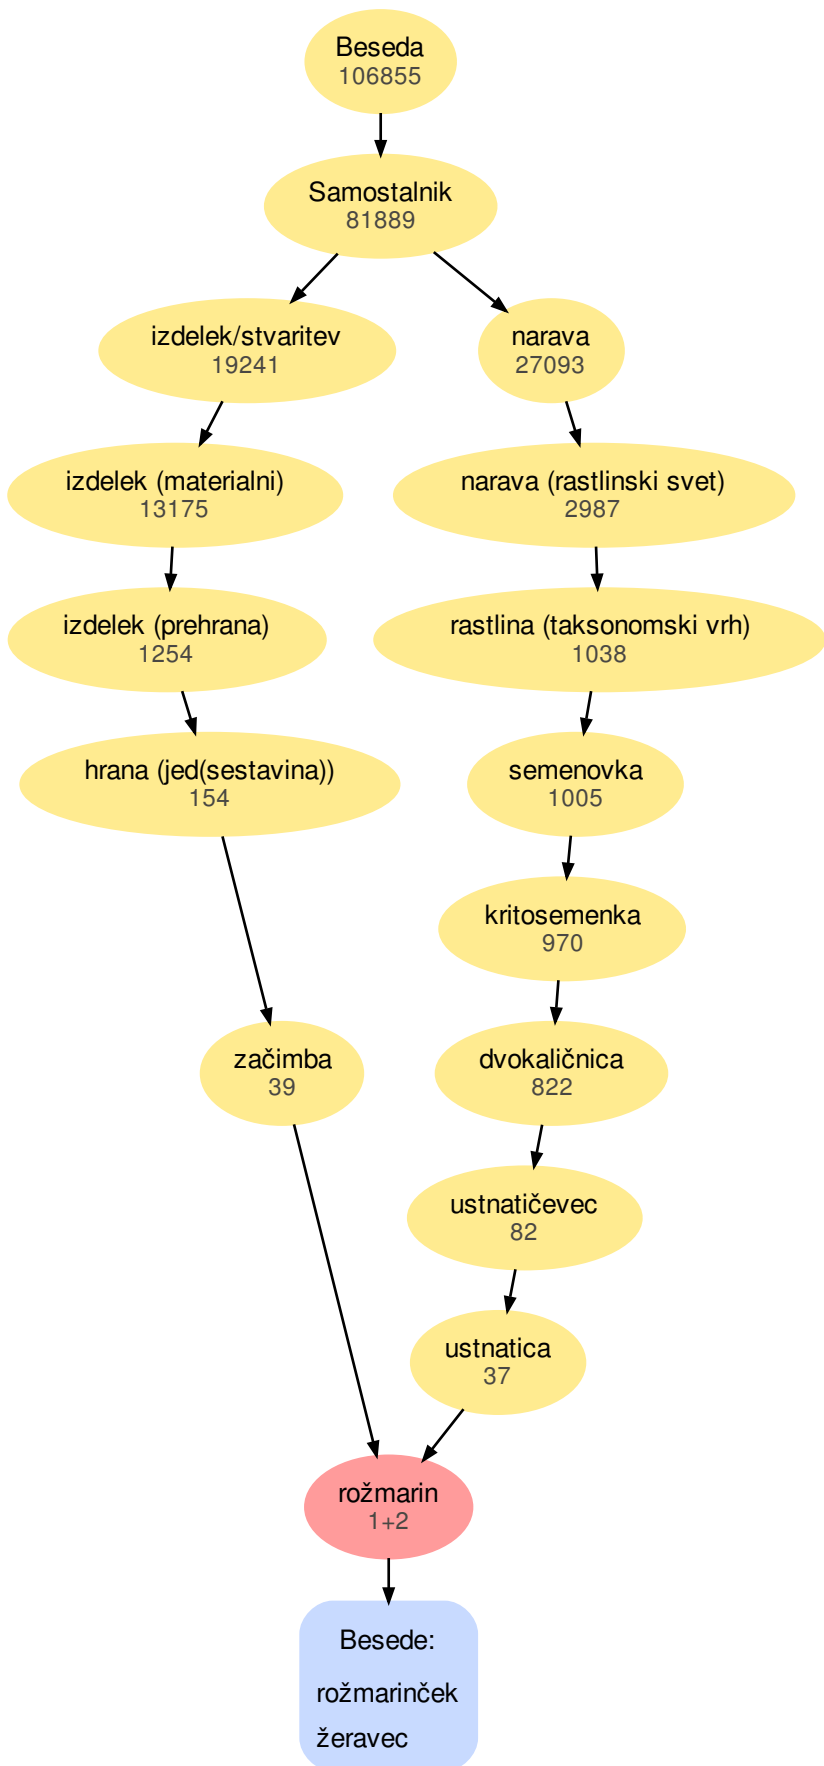 Beseda
106855
Samostalnik
81889
izdelek/stvaritev
19241
narava
27093
izdelek (materialni)
13175
narava (rastlinski svet)
2987
izdelek (prehrana)
1254
rastlina (taksonomski vrh)
1038
hrana (jed(sestavina))
154
semenovka
1005
kritosemenka
970
začimba
39
dvokaličnica
822
ustnatičevec
82
ustnatica
37
rožmarin
1+2
Besede:
rožmarinček
žeravec